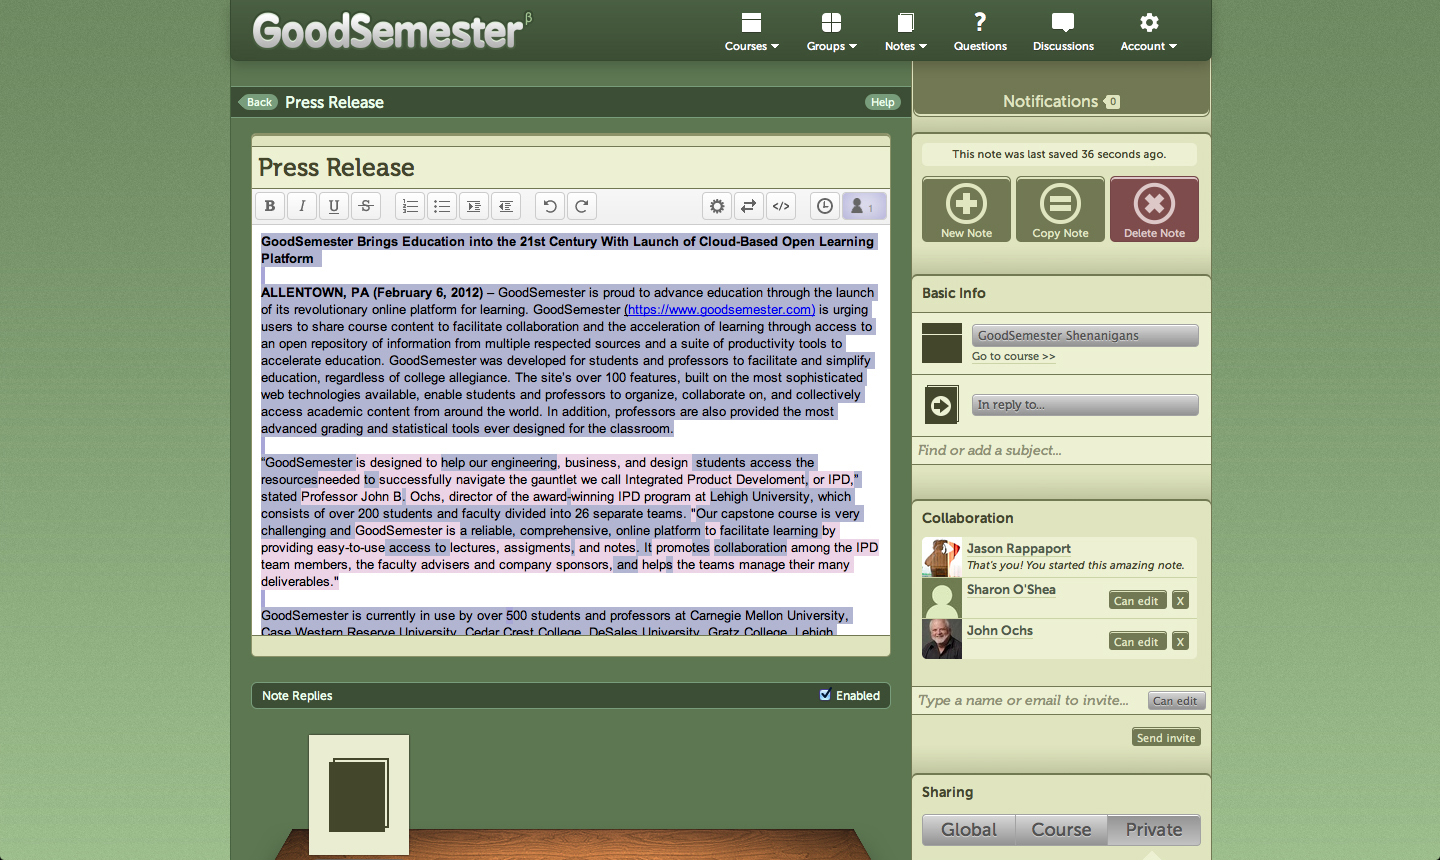 GoodSemester β
Courses
Groups
Notes
Questions
Discussions
Account
Back
Press Release
Help
Notifications 0
Press Release
B I U S
</>
1
GoodSemester Brings Education into the 21st Century With Launch of Cloud-Based Open Learning
Platform
ALLENTOWN, PA (February 6, 2012) – GoodSemester is proud to advance education through the launch
of its revolutionary online platform for learning. GoodSemester (https://www.goodsemester.com) is urging
users to share course content to facilitate collaboration and the acceleration of learning through access to
an open repository of information from multiple respected sources and a suite of productivity tools to
accelerate education. GoodSemester was developed for students and professors to facilitate and simplify
education, regardless of college allegiance. The site's over 100 features, built on the most sophisticated
web technologies available, enable students and professors to organize, collaborate on, and collectively
access academic content from around the world. In addition, professors are also provided the most
advanced grading and statistical tools ever designed for the classroom.
“GoodSemester is designed to help our engineering, business, and design  students access the
resourcesneeded to successfully navigate the gauntlet we call Integrated Product Develoment, or IPD,”
stated Professor John B. Ochs, director of the award-winning IPD program at Lehigh University, which
consists of over 200 students and faculty divided into 26 separate teams. "Our capstone course is very
challenging and GoodSemester is a reliable, comprehensive, online platform to facilitate learning by
providing easy-to-use access to lectures, assigments, and notes. It promotes collaboration among the IPD
team members, the faculty advisers and company sponsors, and helps the teams manage their many
deliverables."
GoodSemester is currently in use by over 500 students and professors at Carnegie Mellon University,
Case Western Reserve University, Cedar Crest College, DeSales University, Gratz College, Lehigh
Note Replies
Enabled
This note was last saved 36 seconds ago.
New Note
Copy Note
Delete Note
Basic Info
GoodSemester Shenanigans
Go to course >>
In reply to...
Find or add a subject...
Collaboration
Jason Rappaport
That's you! You started this amazing note.
Sharon O'Shea
Can edit X
John Ochs
Can edit X
Type a name or email to invite...
Can edit
Send invite
Sharing
Global
Course
Private